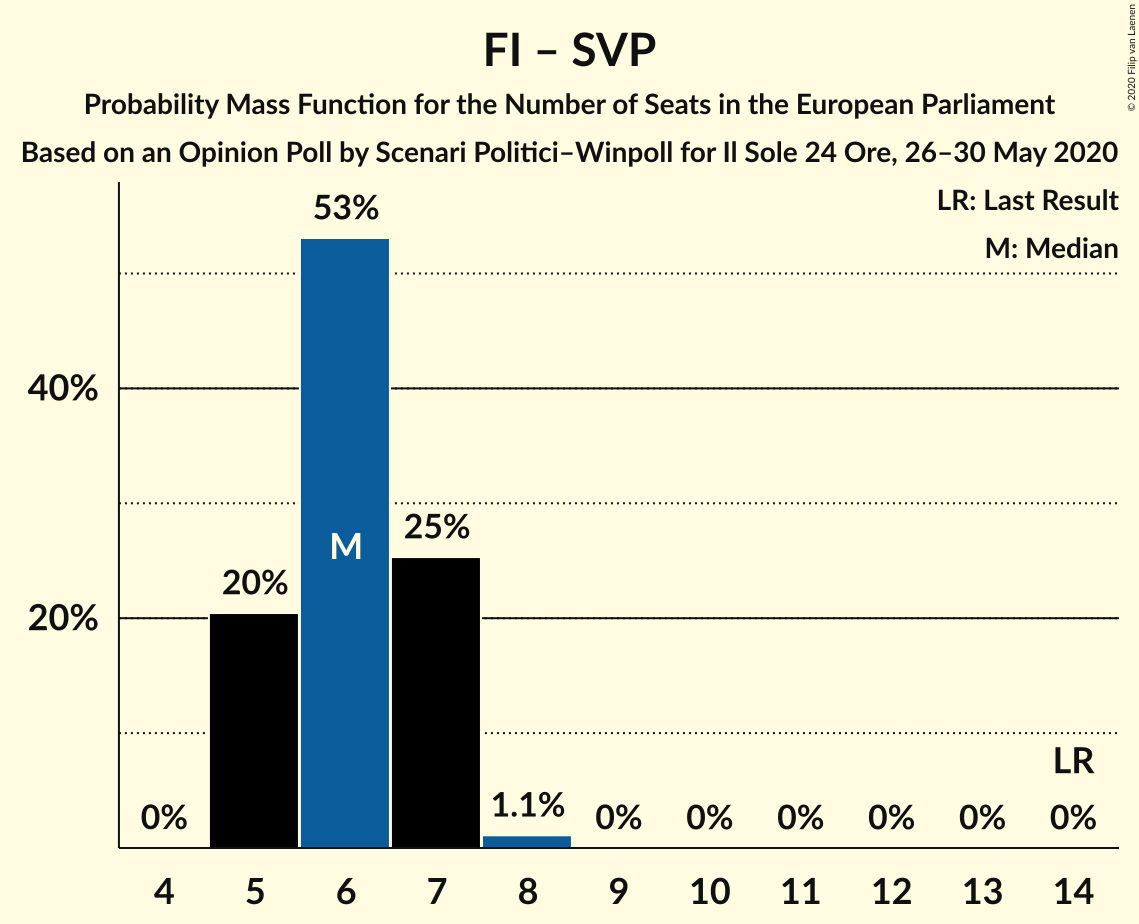 FI – SVP
Probability Mass Function for the Number of Seats in the European Parliament
Based on an Opinion Poll by Scenari Politici–Winpoll for Il Sole 24 Ore, 26–30 May 2020
© 2020 Filip van Laenen
LR: Last Result
M: Median
53%
40%
25%
M
20%
20%
LR
1.1%
0% 0% 0% 0% 0% 0% 0%
4 5 6 7 8 9 10 11 12 13 14